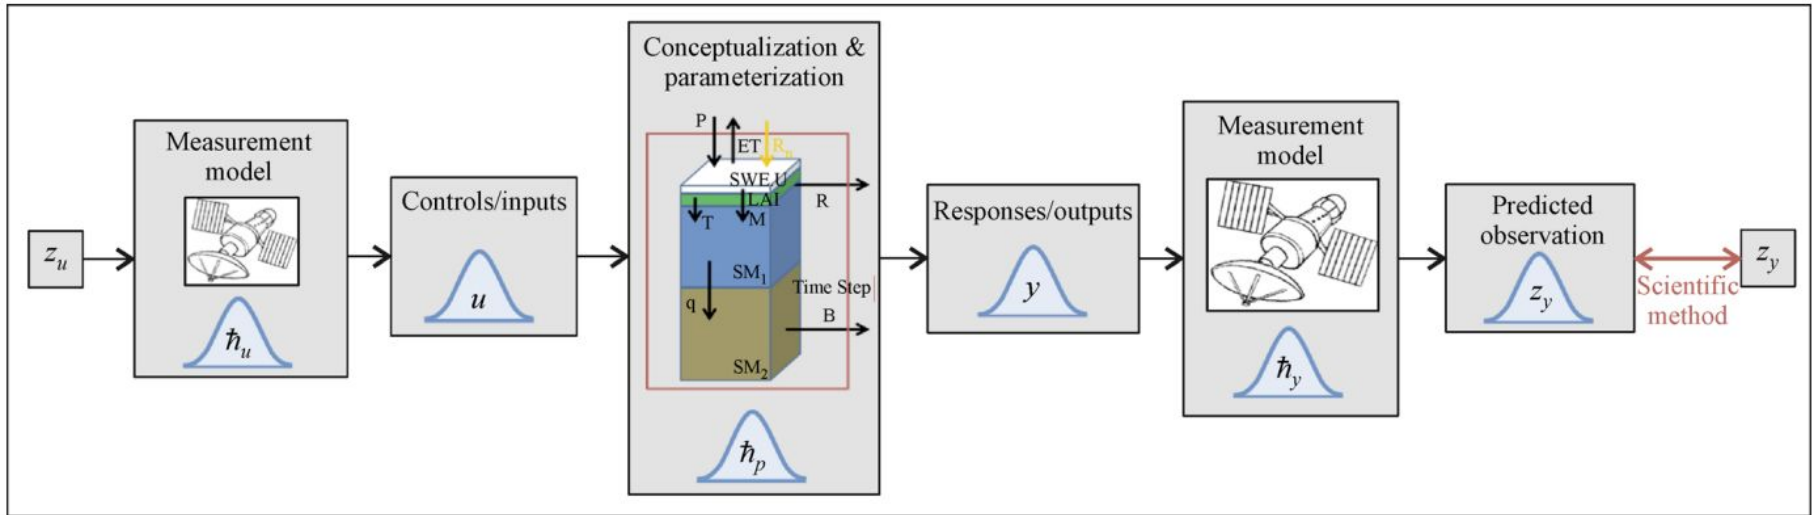 z_u
Measurement
model
ħ_u
Controls/inputs
u
Conceptualization &
parameterization
P
ET
R_n
SWE,U
LAI
R
T
M
SM_1
Time Step
q
B
SM_2
ħ_p
Responses/outputs
y
Measurement
model
ħ_y
Predicted
observation
z_y
Scientific
method
z_y